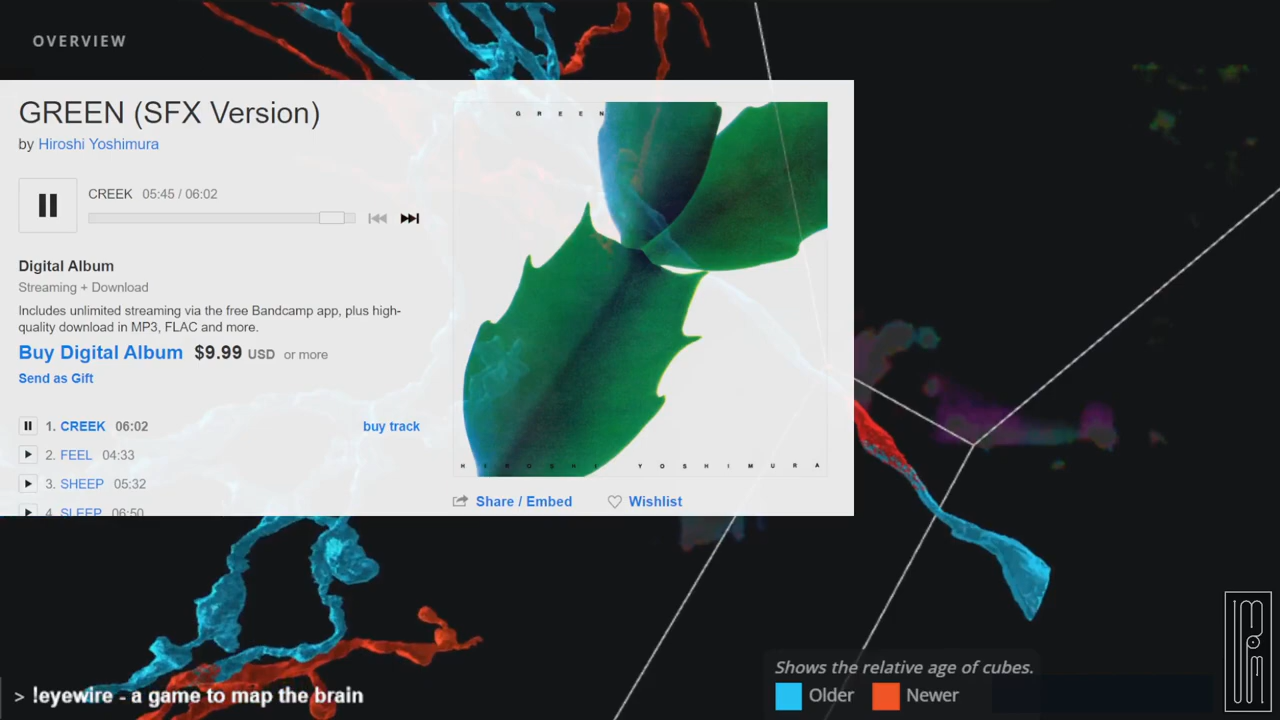 OVERVIEW
GREEN (SFX Version)
by Hiroshi Yoshimura
CREEK 05:45 / 06:02
Digital Album
Streaming + Download
Includes unlimited streaming via the free Bandcamp app, plus high-
quality download in MP3, FLAC and more.
Buy Digital Album $9.99 USD or more
Send as Gift
1. CREEK 06:02 buy track
2. FEEL 04:33
3. SHEEP 05:32
4. SLEEP 06:50
GREEN
HIROSHI YOSHIMURA
Share / Embed Wishlist
Shows the relative age of cubes.
Older Newer
> !eyewire - a game to map the brain